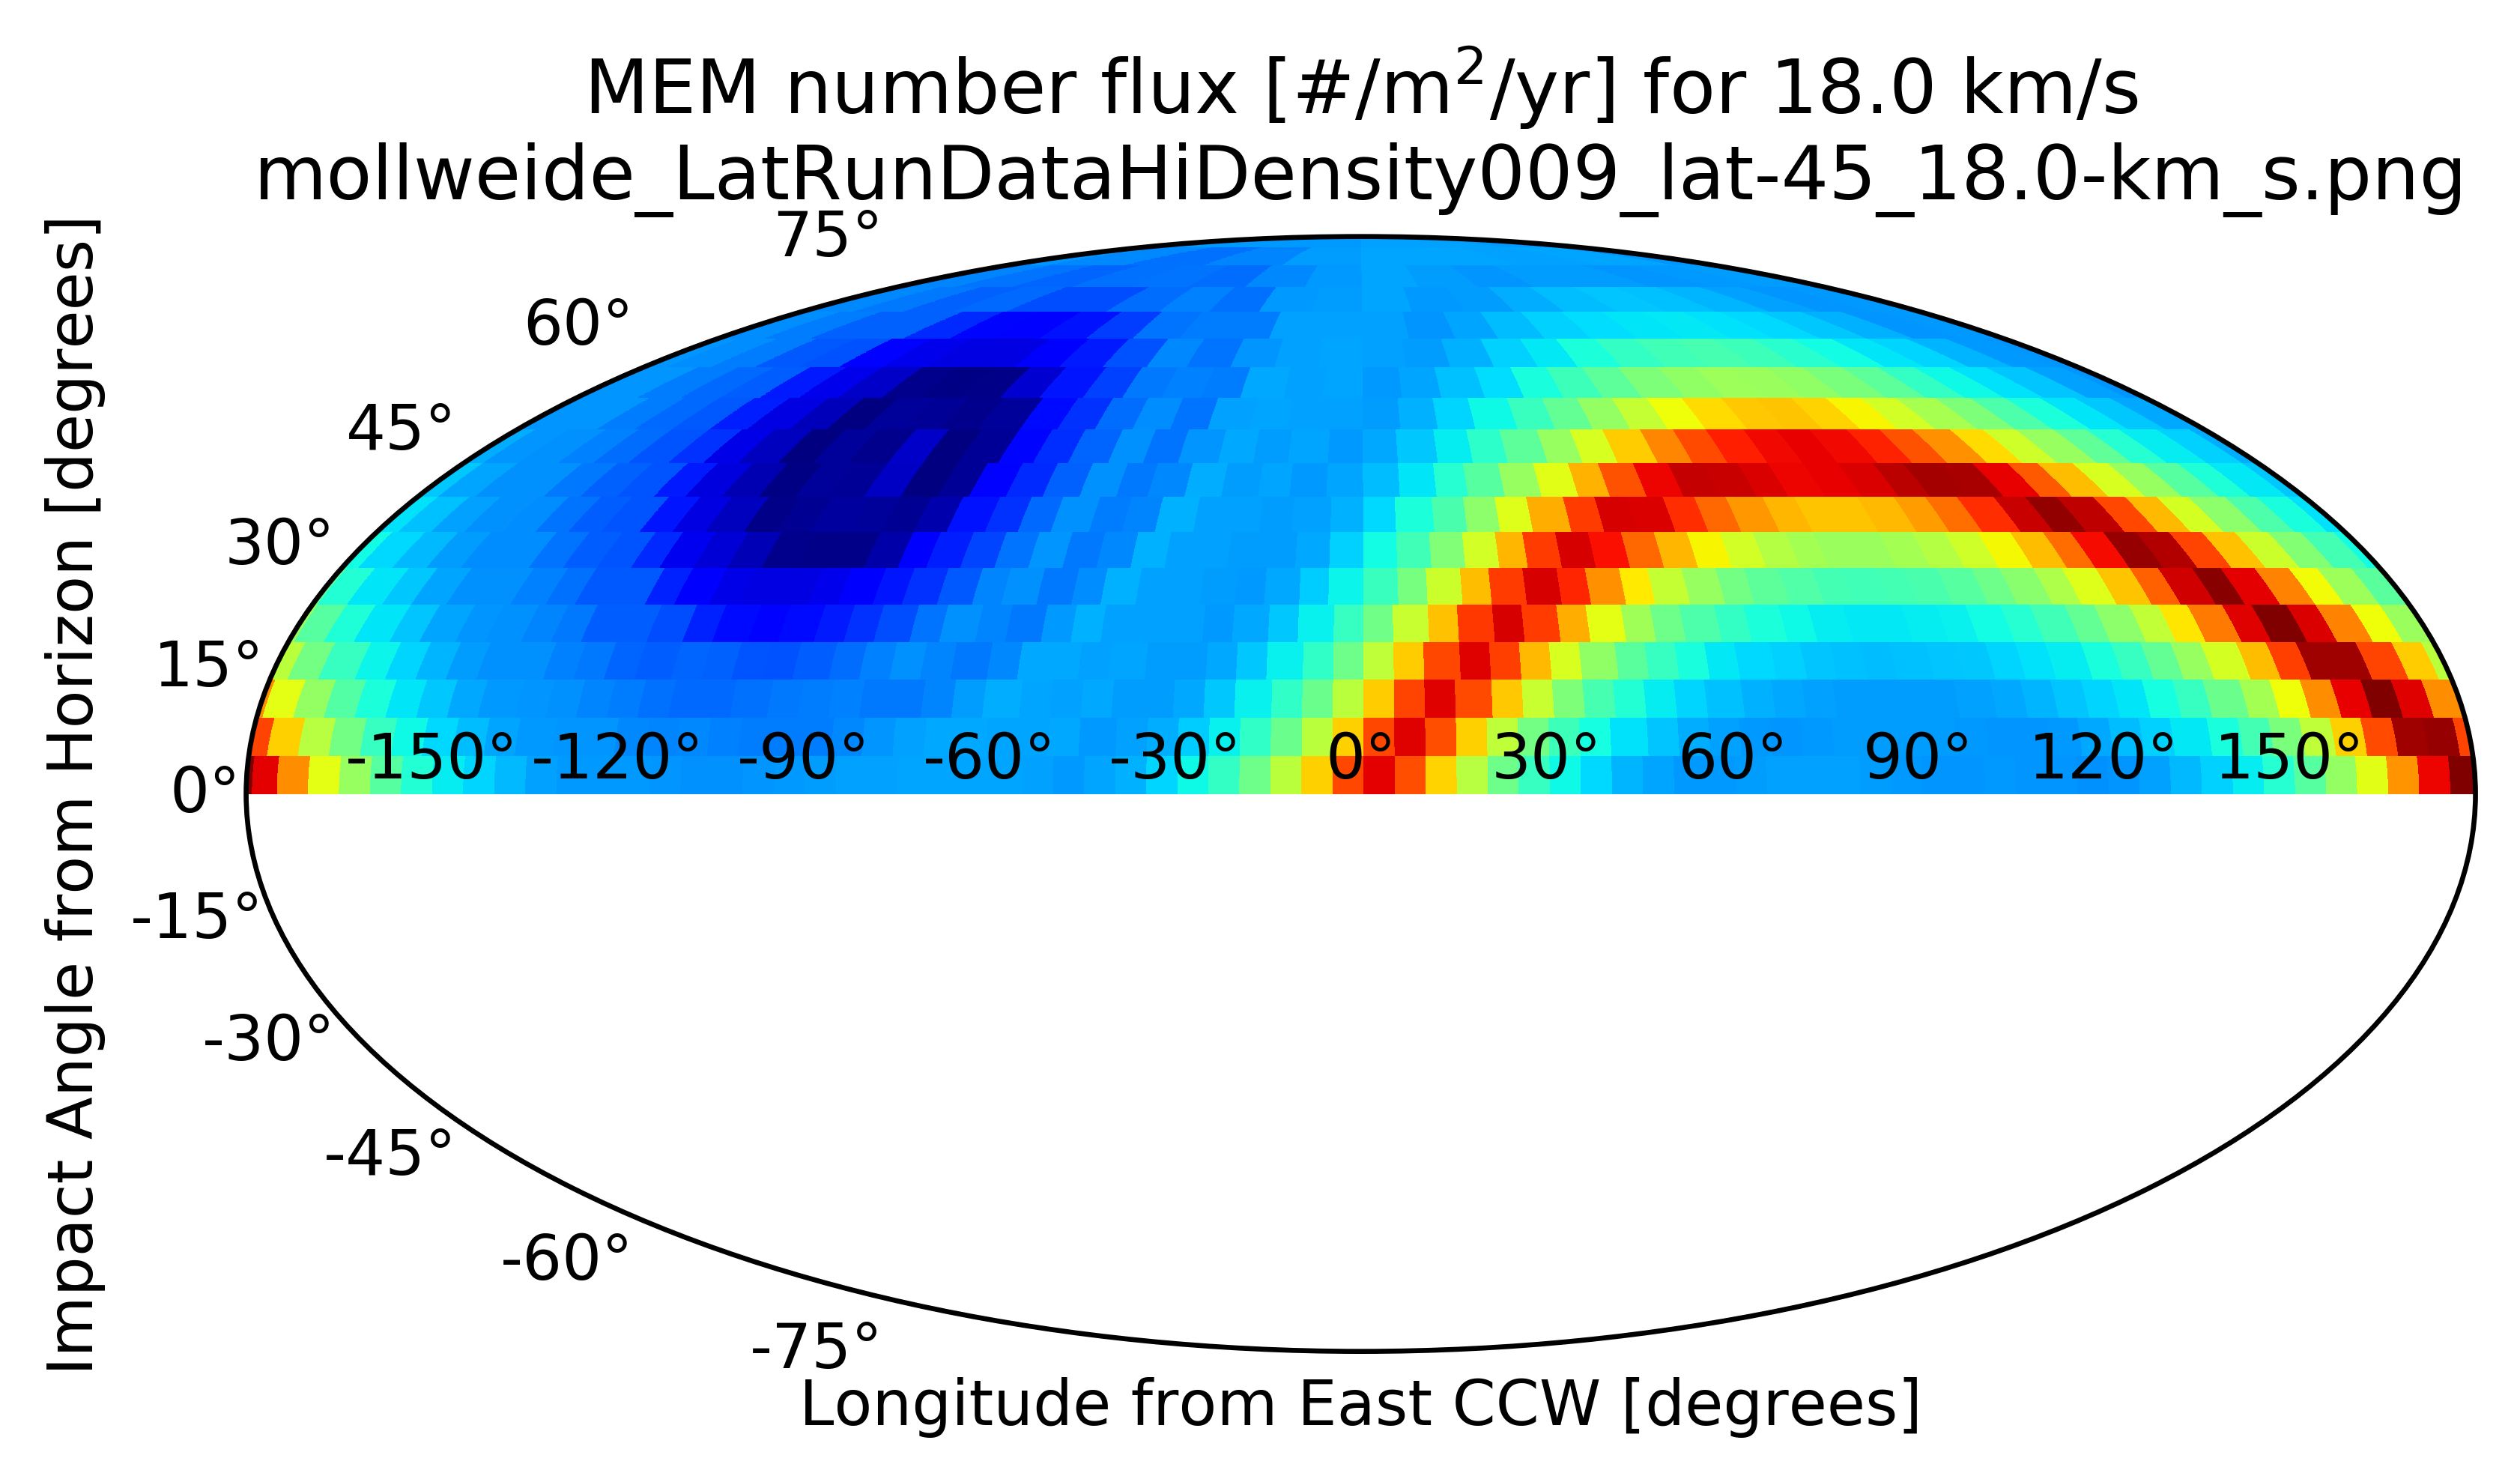 MEM number flux [#/m²/yr] for 18.0 km/s
mollweide_LatRunDataHiDensity009_lat-45_18.0-km_s.png
75°
60°
45°
30°
15°
0°
-15°
-30°
-45°
-60°
-75°
-150° -120° -90° -60° -30° 0° 30° 60° 90° 120° 150°
Impact Angle from Horizon [degrees]
Longitude from East CCW [degrees]